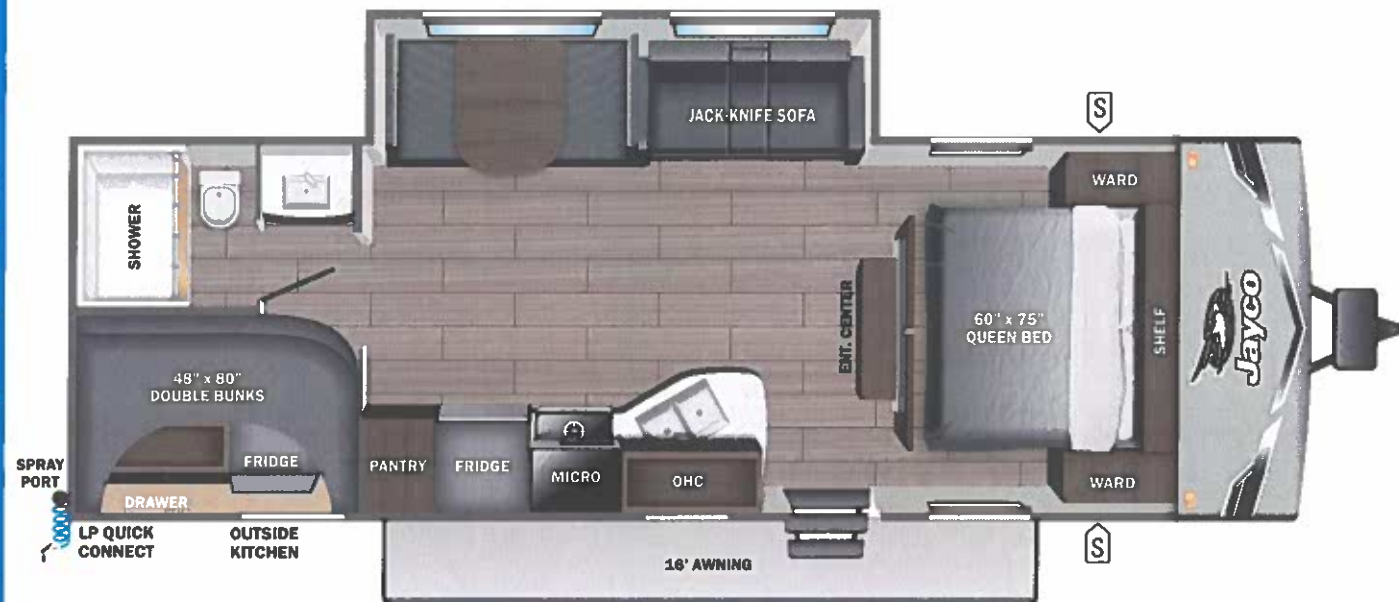 JACK-KNIFE SOFA
S
WARD
SHOWER
60" x 75"
QUEEN BED
ENT. CENTER
SHELF
Jayco
48" x 80"
DOUBLE BUNKS
SPRAY
PORT
FRIDGE
DRAWER
PANTRY
FRIDGE
MICRO
OHC
WARD
LP QUICK
CONNECT
OUTSIDE
KITCHEN
16' AWNING
S